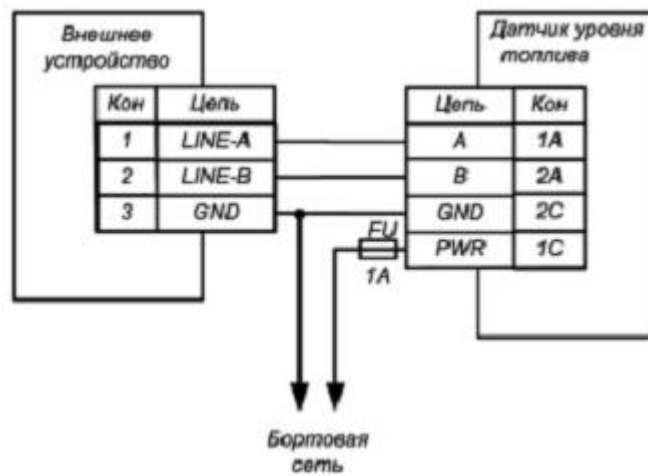 Внешнее
устройство
Датчик уровня
топлива
Кон Цепь
1 LINE-A
2 LINE-B
3 GND
Цепь Кон
A 1A
B 2A
GND 2C
PWR 1C
FU
1A
Бортовая
сеть